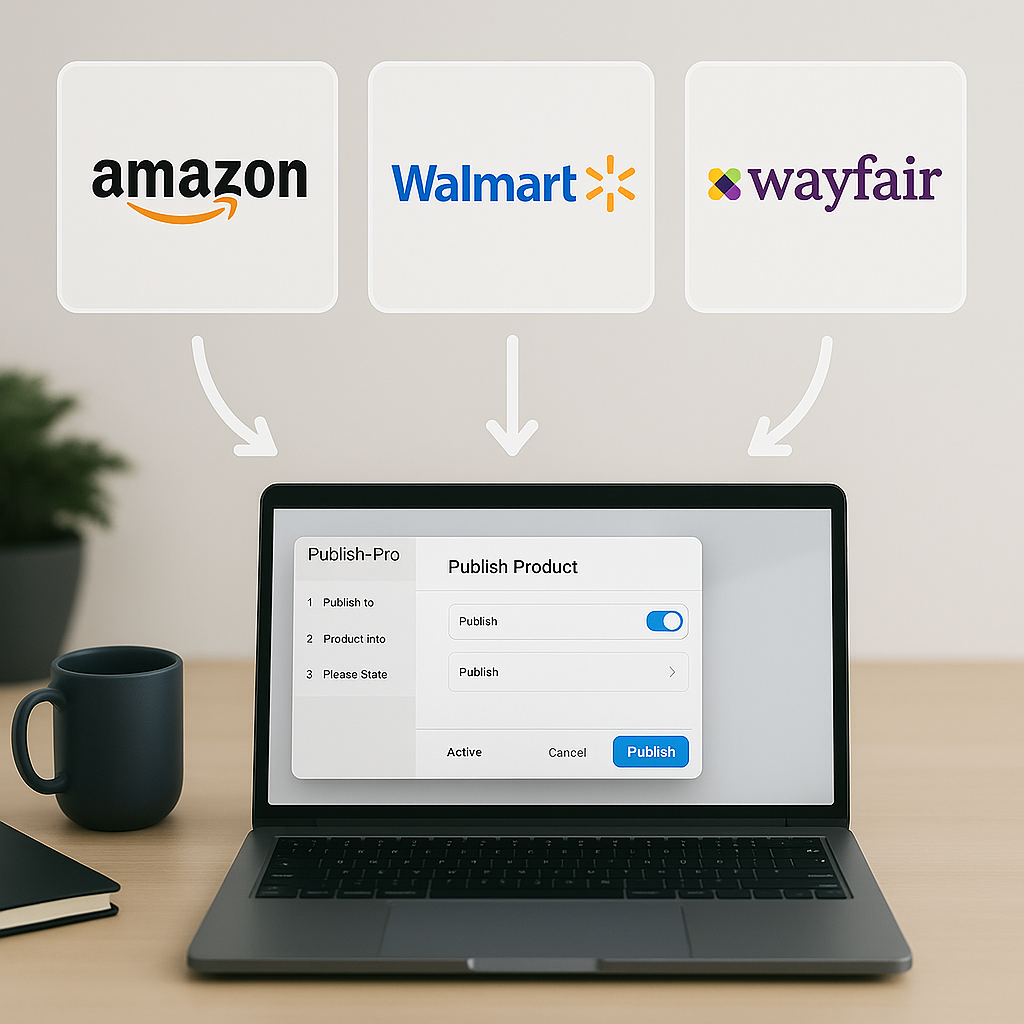 amazon
Walmart
wayfair
Publish-Pro
1 Publish to
2 Product into
3 Please State
Publish Product
Publish
Publish
Active
Cancel
Publish